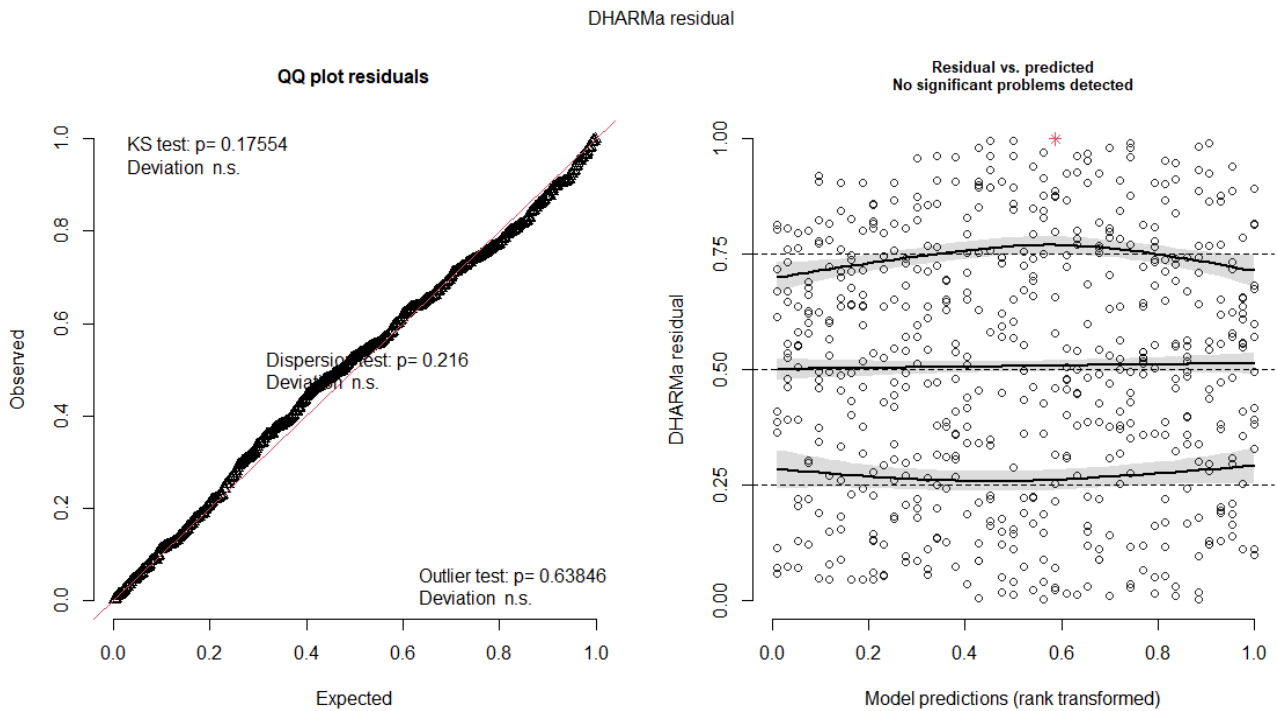 DHARMa residual
QQ plot residuals
KS test: p= 0.17554
Deviation n.s.
Dispersion test: p= 0.216
Deviation n.s.
Outlier test: p= 0.63846
Deviation n.s.
Observed
0.0 0.2 0.4 0.6 0.8 1.0
0.0 0.2 0.4 0.6 0.8 1.0
Expected
Residual vs. predicted
No significant problems detected
DHARMa residual
0.00 0.25 0.50 0.75 1.00
0.0 0.2 0.4 0.6 0.8 1.0
Model predictions (rank transformed)